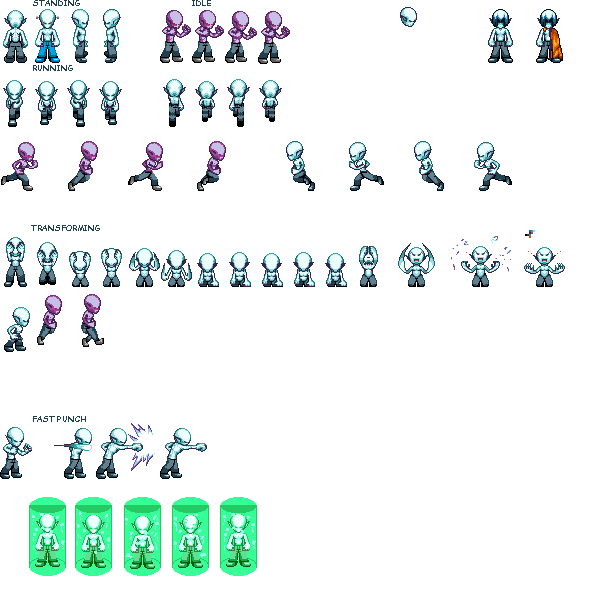 STANDING
IDLE
RUNNING
TRANSFORMING
FAST PUNCH